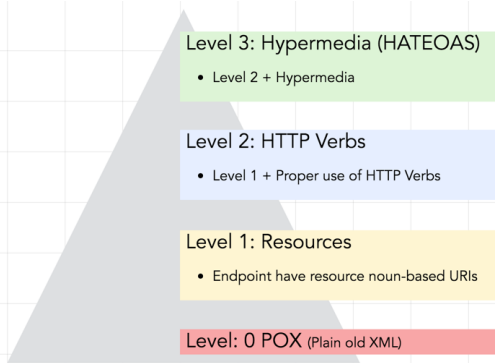 Level 3: Hypermedia (HATEOAS)
• Level 2 + Hypermedia
Level 2: HTTP Verbs
• Level 1 + Proper use of HTTP Verbs
Level 1: Resources
• Endpoint have resource noun-based URIs
Level: 0 POX (Plain old XML)